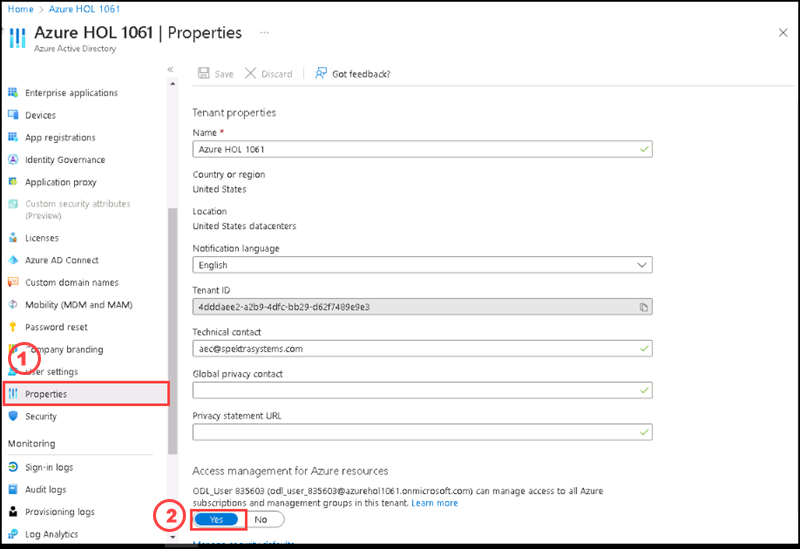 Home > Azure HOL 1061
Azure HOL 1061 | Properties ...
Azure Active Directory
Save Discard Got feedback?
Enterprise applications
Devices
App registrations
Identity Governance
Application proxy
Custom security attributes
(Preview)
Licenses
Azure AD Connect
Custom domain names
Mobility (MDM and MAM)
Password reset
Company branding
1
User settings
Properties
Security
Monitoring
Sign-in logs
Audit logs
Provisioning logs
Log Analytics
Tenant properties
Name *
Azure HOL 1061
Country or region
United States
Location
United States datacenters
Notification language
English
Tenant ID
4dddaee2-a2b9-4dfc-bb29-d62f7489e9e3
Technical contact
aec@spektrasystems.com
Global privacy contact
Privacy statement URL
Access management for Azure resources
ODL_User 835603 (odl_user_835603@azurehol1061.onmicrosoft.com) can manage access to all Azure
subscriptions and management groups in this tenant. Learn more
2 Yes No
Manage security defaults